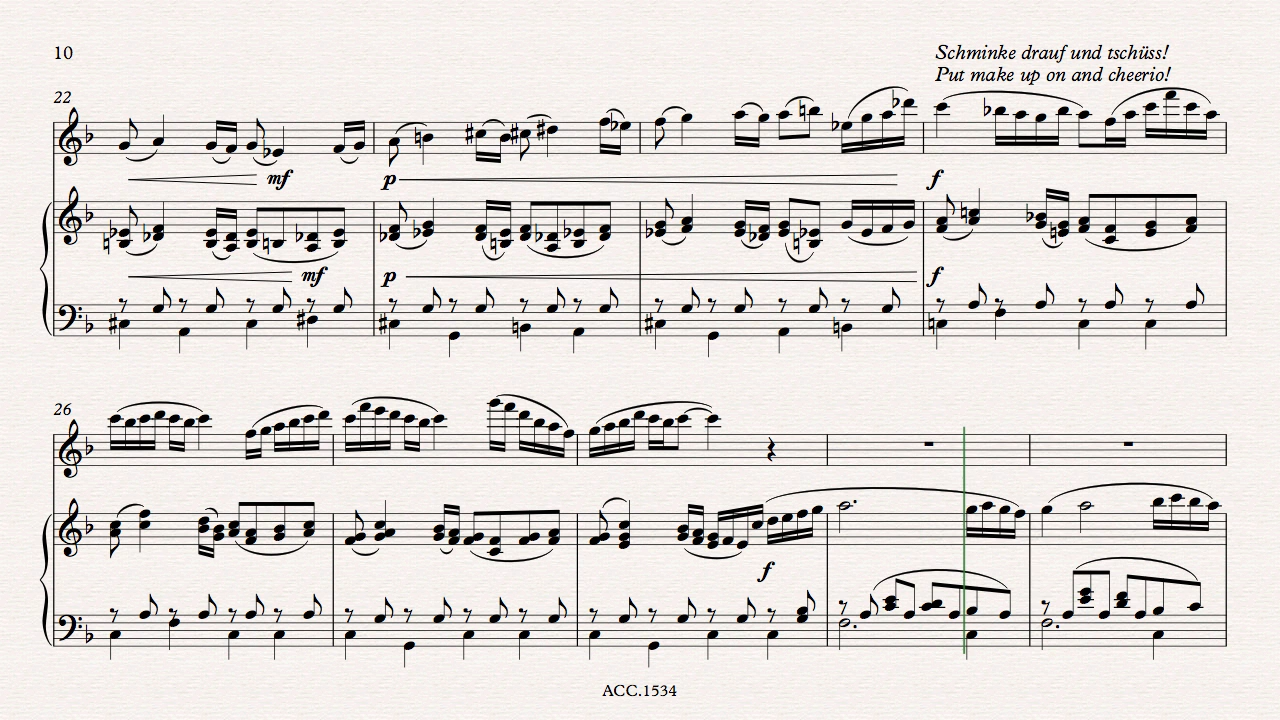 10
Schminke drauf und tschüss!
Put make up on and cheerio!
22
mf
p
f
mf
p
f
26
f
ACC.1534